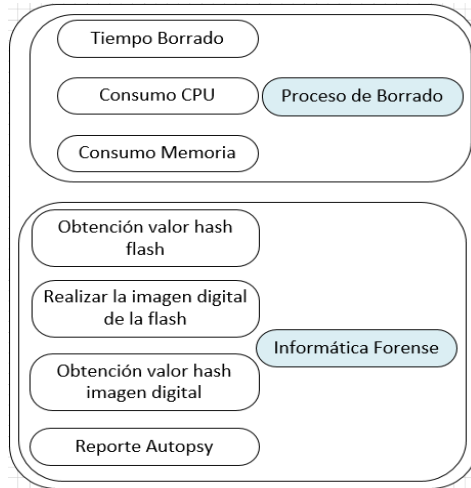 Tiempo Borrado
Consumo CPU
Proceso de Borrado
Consumo Memoria
Obtención valor hash
flash
Realizar la imagen digital
de la flash
Informática Forense
Obtención valor hash
imagen digital
Reporte Autopsy